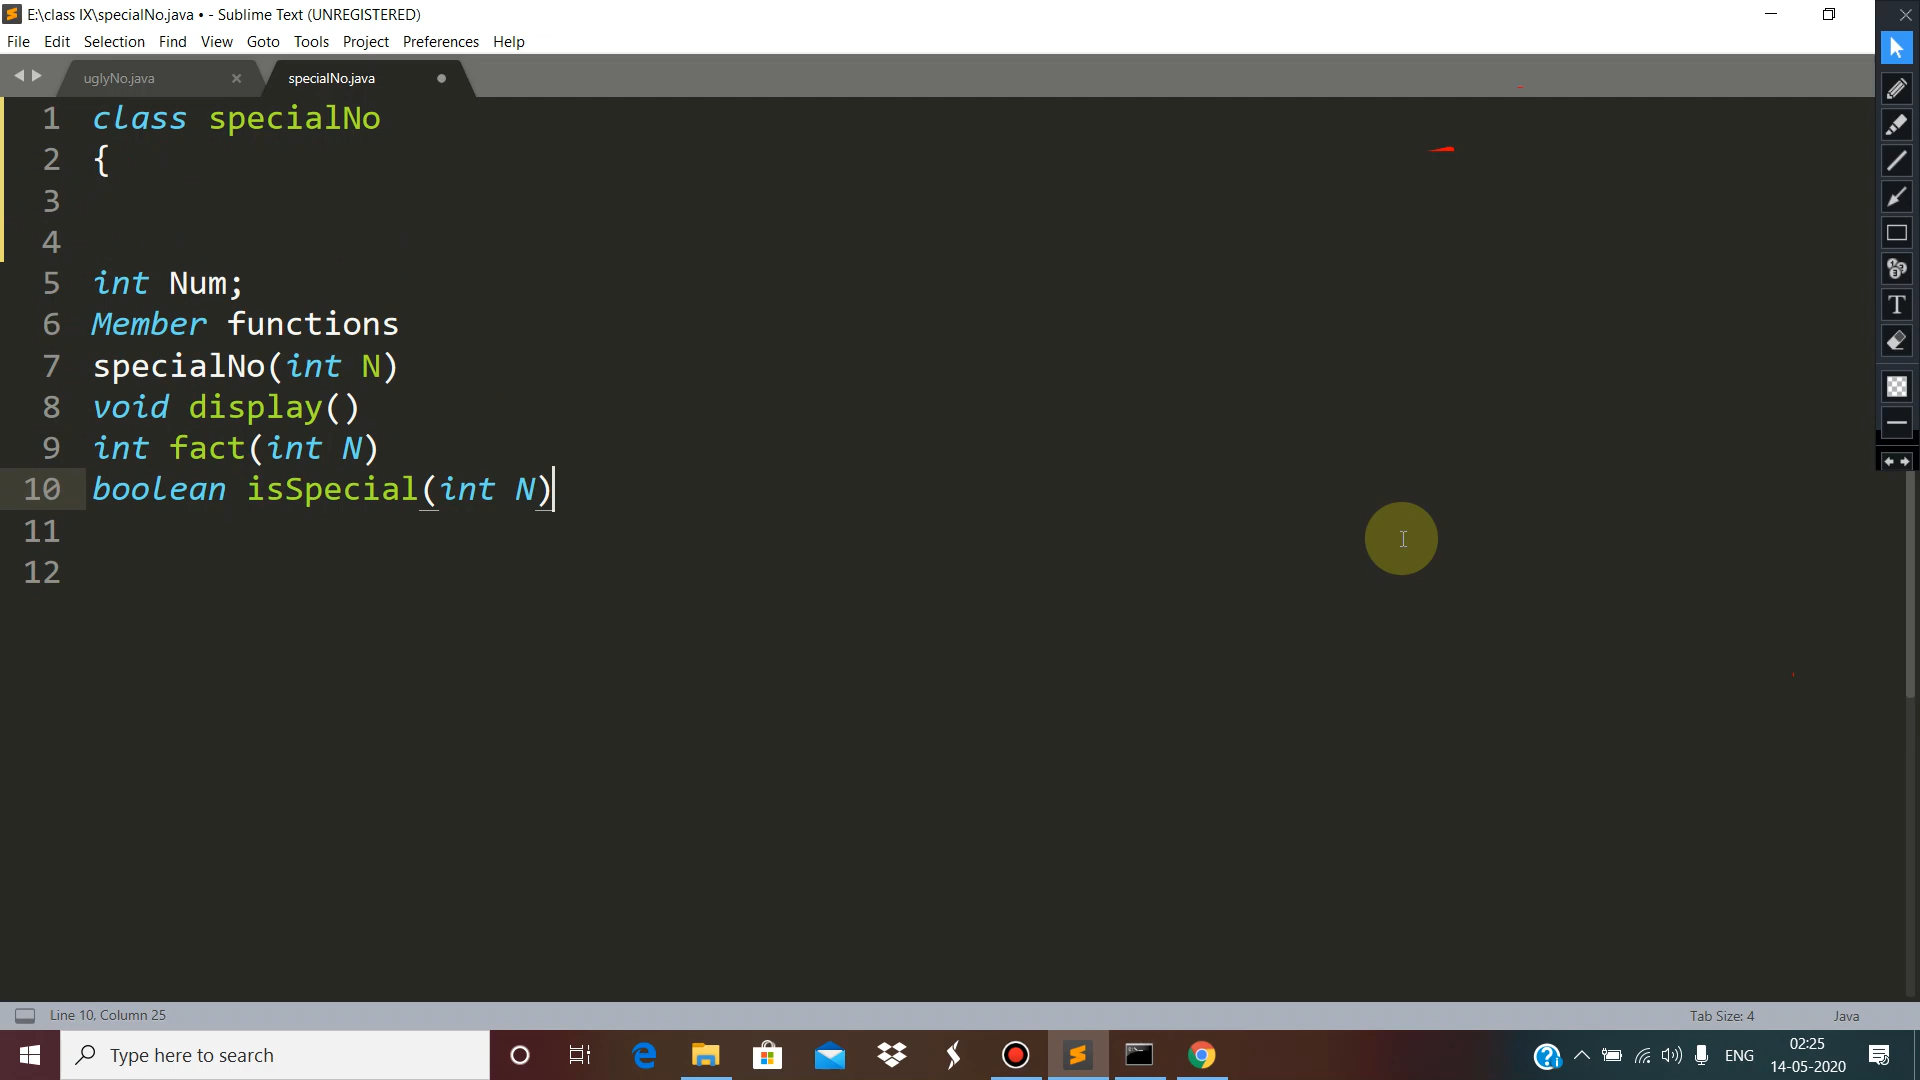 E:\class IX\specialNo.java • - Sublime Text (UNREGISTERED)
File Edit Selection Find View Goto Tools Project Preferences Help
uglyNo.java specialNo.java
1 class specialNo
2 {
3
4
5 int Num;
6 Member functions
7 specialNo(int N)
8 void display()
9 int fact(int N)
10 boolean isSpecial(int N)
11
12
T
Line 10, Column 25 Tab Size: 4 Java
Type here to search
ENG
02:25
14-05-2020